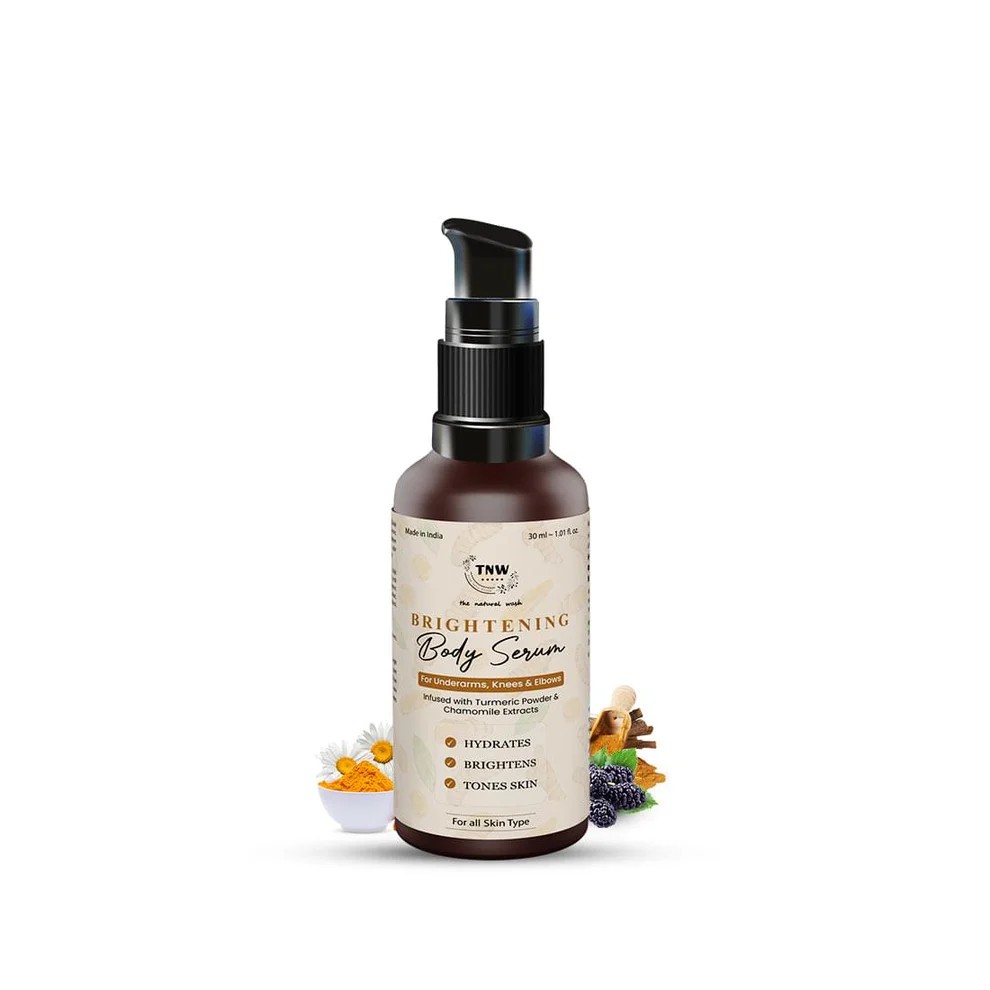 Made in India
30 ml ~ 1.01 fl. oz.
TNW
the natural wash
BRIGHTENING
Body Serum
For Underarms, Knees & Elbows
Infused with Turmeric Powder &
Chamomile Extracts
HYDRATES
BRIGHTENS
TONES SKIN
For all Skin Type